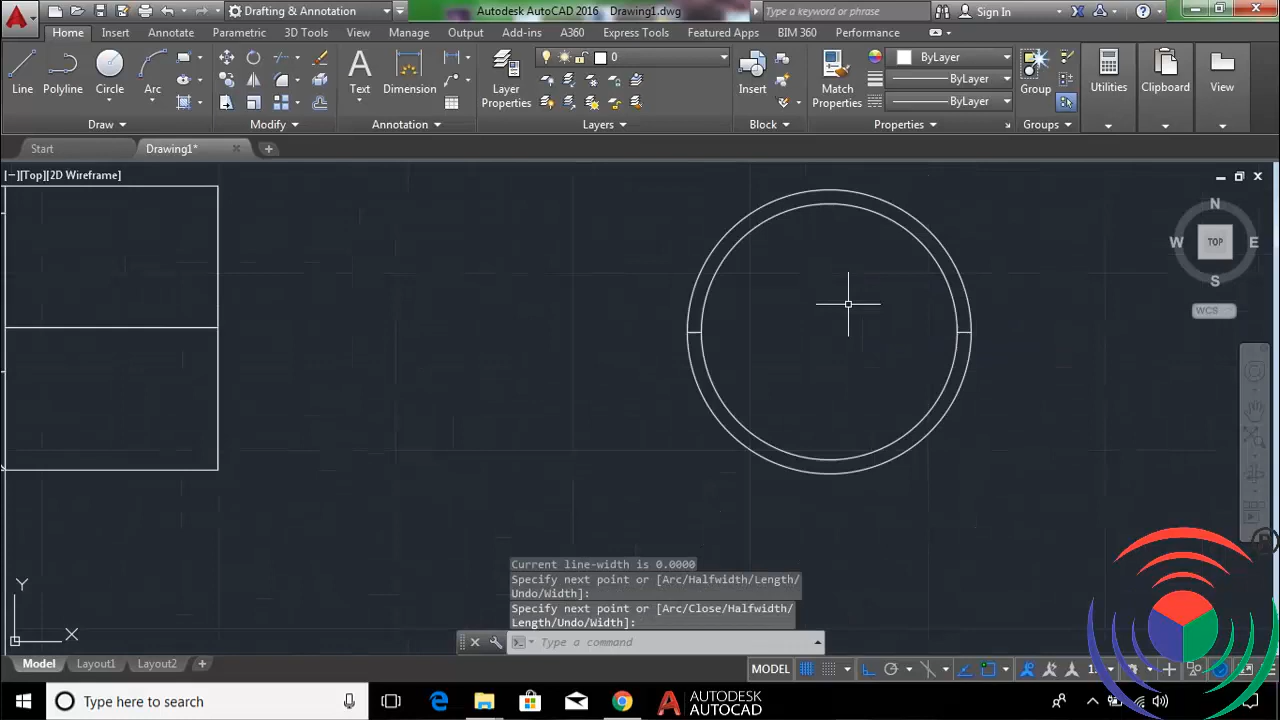 Drafting & Annotation
Autodesk AutoCAD 2016 Drawing1.dwg
Type a keyword or phrase
Sign In
Home Insert Annotate Parametric 3D Tools View Manage Output Add-ins A360 Express Tools Featured Apps BIM 360 Performance
Line Polyline Circle Arc
Text Dimension
Layer Properties
0
Insert
Match Properties
ByLayer
ByLayer
ByLayer
Group
Utilities Clipboard View
Draw Modify Annotation Layers Block Properties Groups
Start Drawing1*
[−][Top][2D Wireframe]
N
W TOP E
S
WCS
Current line-width is 0.0000
Specify next point or [Arc/Halfwidth/Length/
Undo/Width]:
Specify next point or [Arc/Close/Halfwidth/
Length/Undo/Width]:
Type a command
Y
X
Model Layout1 Layout2
MODEL
Type here to search
AUTODESK
AUTOCAD